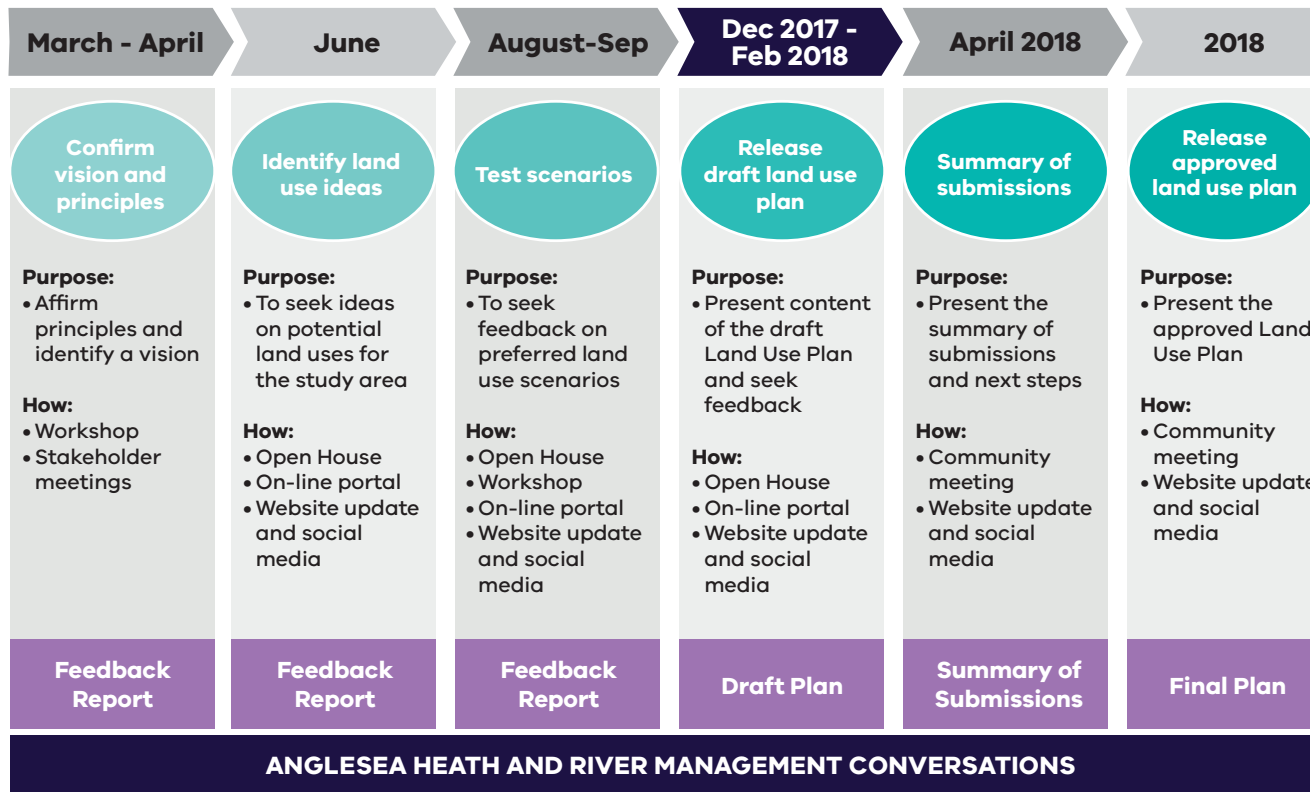 March - April
June
August-Sep
Dec 2017 -
Feb 2018
April 2018
2018
Confirm
vision and
principles
Purpose:
• Affirm
principles and
identify a vision
How:
• Workshop
• Stakeholder
meetings
Feedback
Report
Identify land
use ideas
Purpose:
• To seek ideas
on potential
land uses for
the study area
How:
• Open House
• On-line portal
• Website update
and social
media
Feedback
Report
Test scenarios
Purpose:
• To seek
feedback on
preferred land
use scenarios
How:
• Open House
• Workshop
• On-line portal
• Website update
and social
media
Feedback
Report
Release
draft land use
plan
Purpose:
• Present content
of the draft
Land Use Plan
and seek
feedback
How:
• Open House
• On-line portal
• Website update
and social
media
Draft Plan
Summary of
submissions
Purpose:
• Present the
summary of
submissions
and next steps
How:
• Community
meeting
• Website update
and social
media
Summary of
Submissions
Release
approved
land use plan
Purpose:
• Present the
approved Land
Use Plan
How:
• Community
meeting
• Website update
and social
media
Final Plan
ANGLESEA HEATH AND RIVER MANAGEMENT CONVERSATIONS